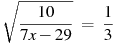 √(10/(7x−29)) = 1/3